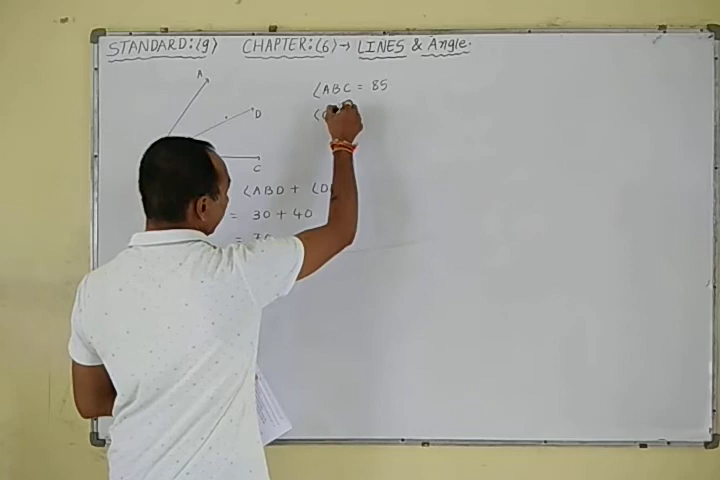 STANDARD:(9) CHAPTER:(6)→ LINES & Angle.
A
D
C
∠ABC = 85
∠ABD +
= 30 + 40
=